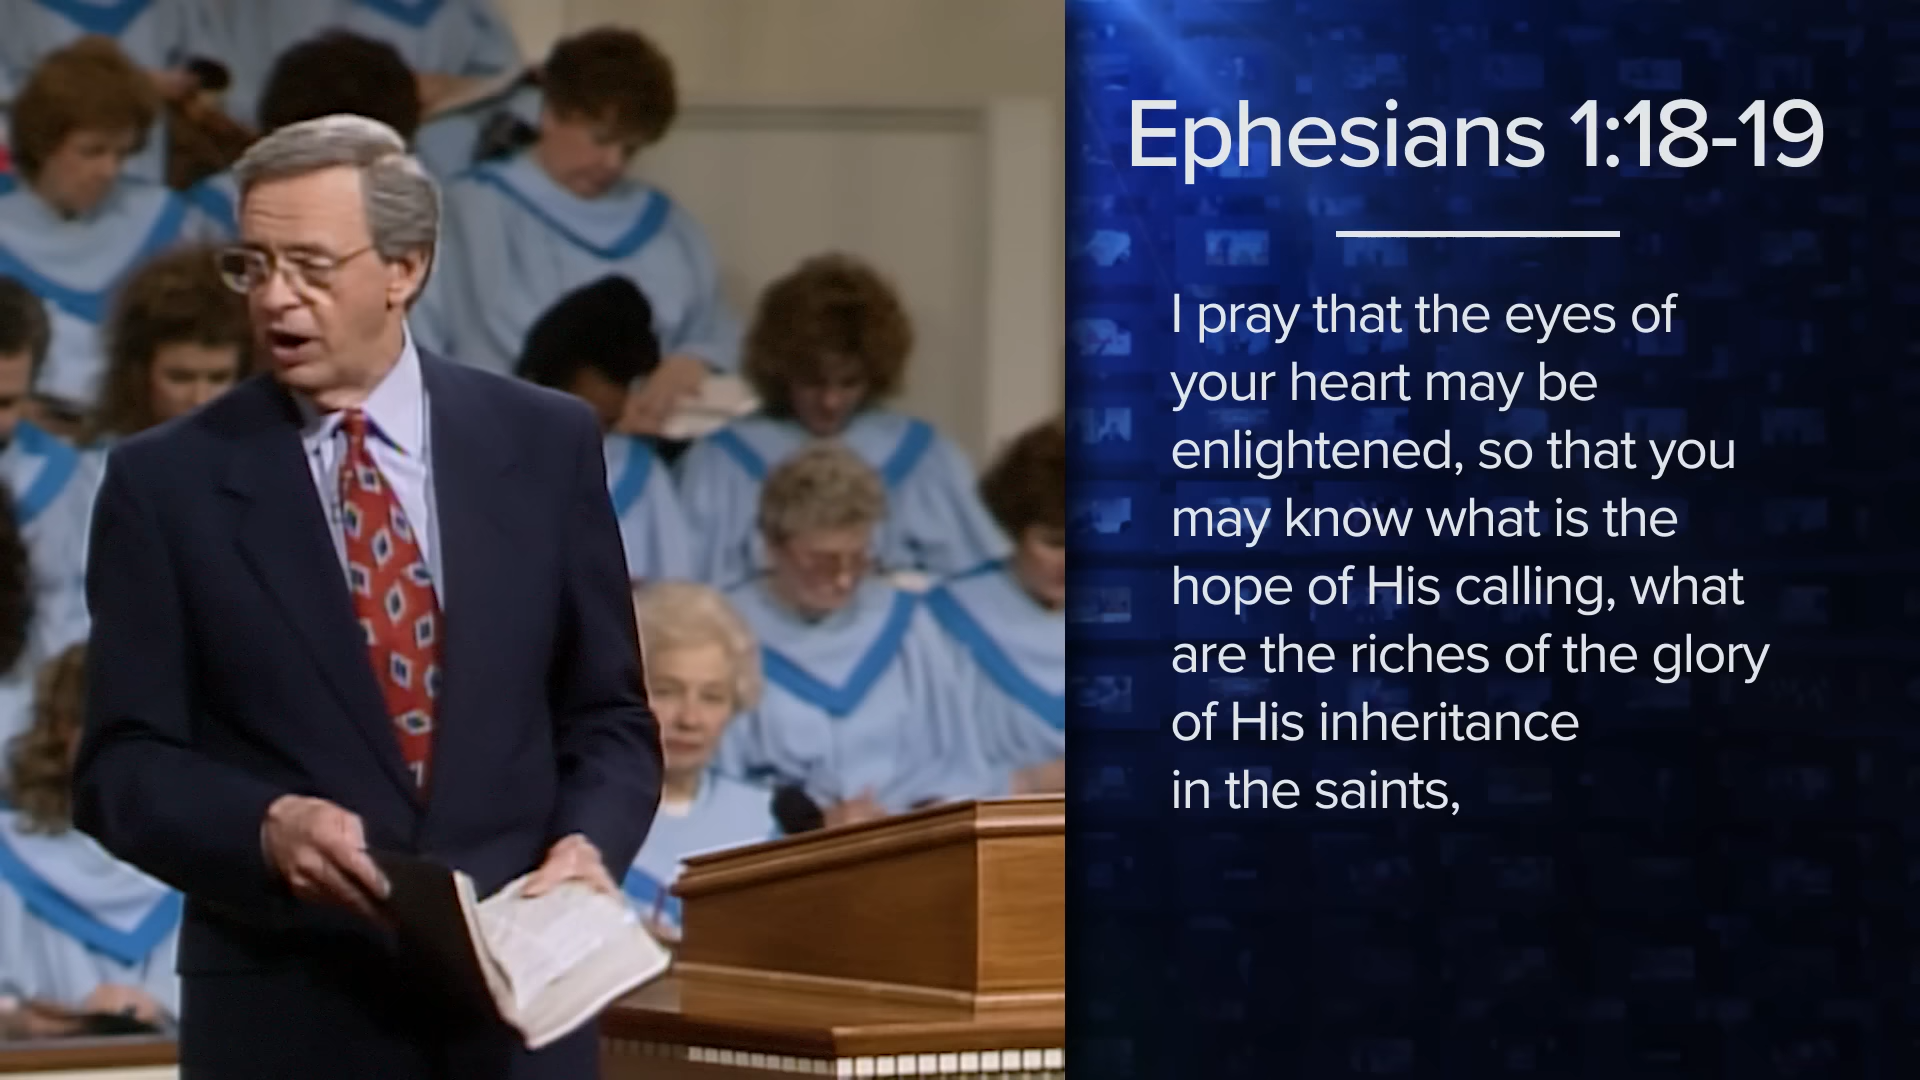 Ephesians 1:18-19
I pray that the eyes of
your heart may be
enlightened, so that you
may know what is the
hope of His calling, what
are the riches of the glory
of His inheritance
in the saints,